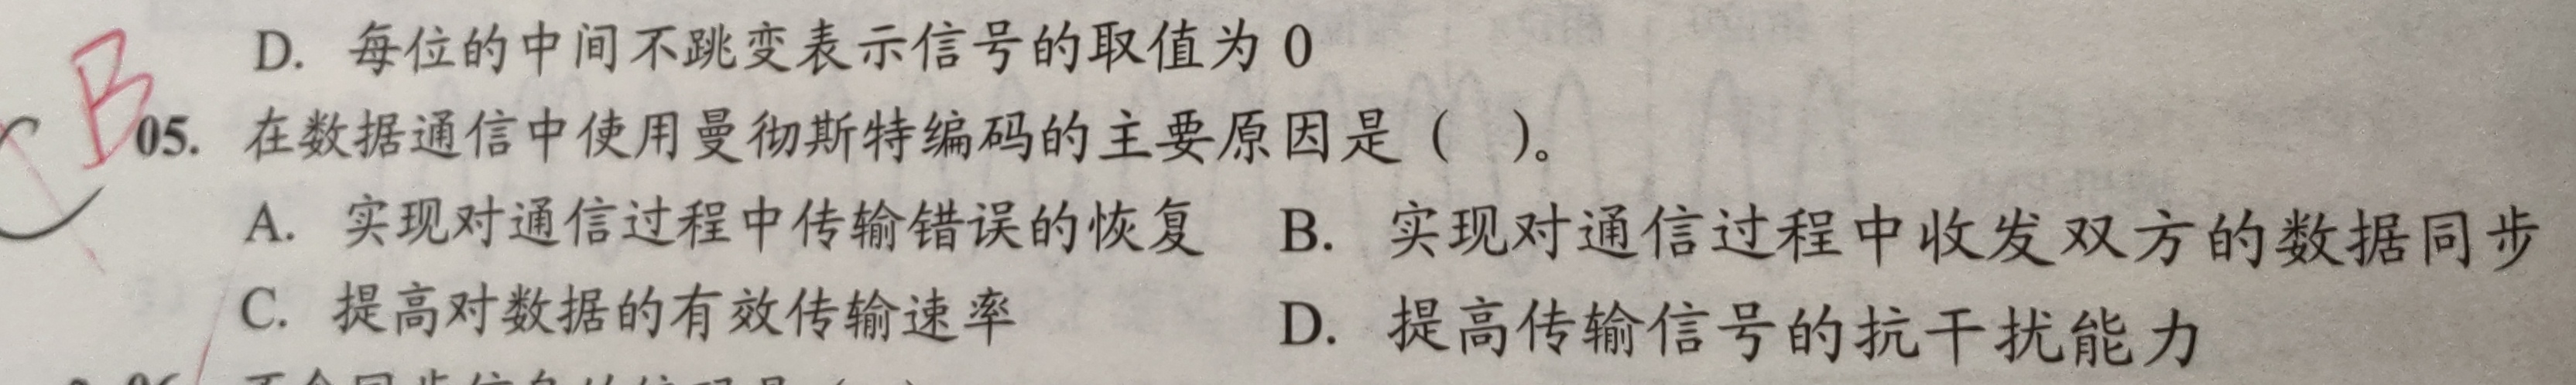 D. 每位的中间不跳变表示信号的取值为 0
B
C 05. 在数据通信中使用曼彻斯特编码的主要原因是（ ）。
A. 实现对通信过程中传输错误的恢复 B. 实现对通信过程中收发双方的数据同步
C. 提高对数据的有效传输速率 D. 提高传输信号的抗干扰能力